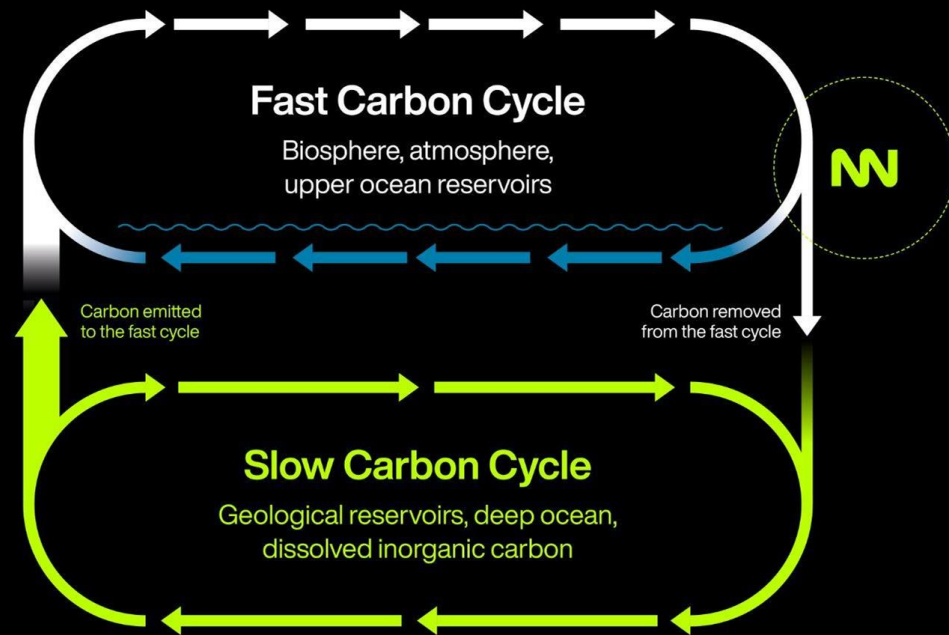 Fast Carbon Cycle
Biosphere, atmosphere,
upper ocean reservoirs
Carbon emitted
to the fast cycle
Carbon removed
from the fast cycle
Slow Carbon Cycle
Geological reservoirs, deep ocean,
dissolved inorganic carbon